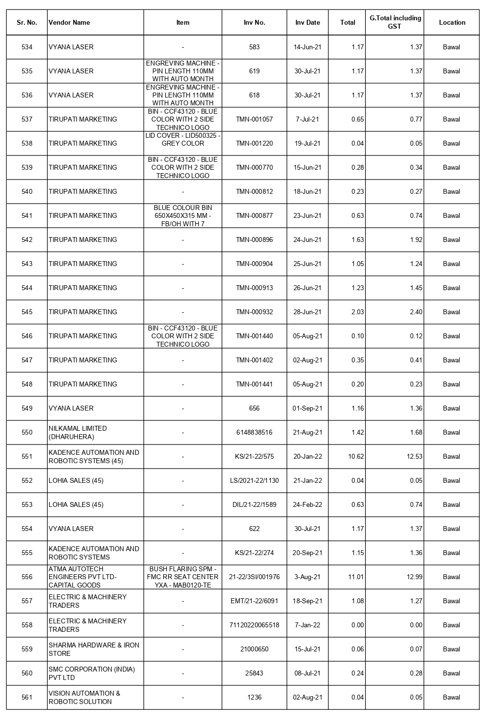 Sr. No. Vendor Name Item Inv No. Inv Date Total G.Total including GST Location
534 VYANA LASER - 583 14-Jun-21 1.17 1.37 Bawal
535 VYANA LASER ENGREVING MACHINE - PIN LENGTH 110MM WITH AUTO MONTH 619 30-Jul-21 1.17 1.37 Bawal
536 VYANA LASER ENGREVING MACHINE - PIN LENGTH 110MM WITH AUTO MONTH 618 30-Jul-21 1.17 1.37 Bawal
537 TIRUPATI MARKETING BIN - CCF43120 - BLUE COLOR WITH 2 SIDE TECHNICO LOGO TMN-001057 7-Jul-21 0.65 0.77 Bawal
538 TIRUPATI MARKETING LID COVER - LID500325 - GREY COLOR TMN-001220 19-Jul-21 0.04 0.05 Bawal
539 TIRUPATI MARKETING BIN - CCF43120 - BLUE COLOR WITH 2 SIDE TECHNICO LOGO TMN-000770 15-Jun-21 0.28 0.34 Bawal
540 TIRUPATI MARKETING - TMN-000812 18-Jun-21 0.23 0.27 Bawal
541 TIRUPATI MARKETING BLUE COLOUR BIN 650X450X315 MM - FB/OH WITH 7 TMN-000877 23-Jun-21 0.63 0.74 Bawal
542 TIRUPATI MARKETING - TMN-000896 24-Jun-21 1.63 1.92 Bawal
543 TIRUPATI MARKETING - TMN-000904 25-Jun-21 1.05 1.24 Bawal
544 TIRUPATI MARKETING - TMN-000913 26-Jun-21 1.23 1.45 Bawal
545 TIRUPATI MARKETING - TMN-000932 28-Jun-21 2.03 2.40 Bawal
546 TIRUPATI MARKETING BIN - CCF43120 - BLUE COLOR WITH 2 SIDE TECHNICO LOGO TMN-001440 05-Aug-21 0.10 0.12 Bawal
547 TIRUPATI MARKETING - TMN-001402 02-Aug-21 0.35 0.41 Bawal
548 TIRUPATI MARKETING - TMN-001441 05-Aug-21 0.20 0.23 Bawal
549 VYANA LASER - 656 01-Sep-21 1.16 1.36 Bawal
550 NILKAMAL LIMITED (DHARUHERA) - 6148838516 21-Aug-21 1.42 1.68 Bawal
551 KADENCE AUTOMATION AND ROBOTIC SYSTEMS (45) - KS/21-22/575 20-Jan-22 10.62 12.53 Bawal
552 LOHIA SALES (45) - LS/2021-22/1130 21-Jan-22 0.04 0.05 Bawal
553 LOHIA SALES (45) - DIL/21-22/1589 24-Feb-22 0.63 0.74 Bawal
554 VYANA LASER - 622 30-Jul-21 1.17 1.37 Bawal
555 KADENCE AUTOMATION AND ROBOTIC SYSTEMS - KS/21-22/274 20-Sep-21 1.15 1.36 Bawal
556 ATMA AUTOTECH ENGINEERS PVT LTD- CAPITAL GOODS BUSH FLARING SPM - FMC RR SEAT CENTER YXA - MAB0120-TE 21-22/3SI/001976 3-Aug-21 11.01 12.99 Bawal
557 ELECTRIC & MACHINERY TRADERS - EMT/21-22/6091 18-Sep-21 1.08 1.27 Bawal
558 ELECTRIC & MACHINERY TRADERS - 71120220065518 7-Jan-22 0.00 0.00 Bawal
559 SHARMA HARDWARE & IRON STORE - 21000650 15-Jul-21 0.06 0.07 Bawal
560 SMC CORPORATION (INDIA) PVT LTD - 25843 08-Jul-21 0.24 0.28 Bawal
561 VISION AUTOMATION & ROBOTIC SOLUTION - 1236 02-Aug-21 0.04 0.05 Bawal